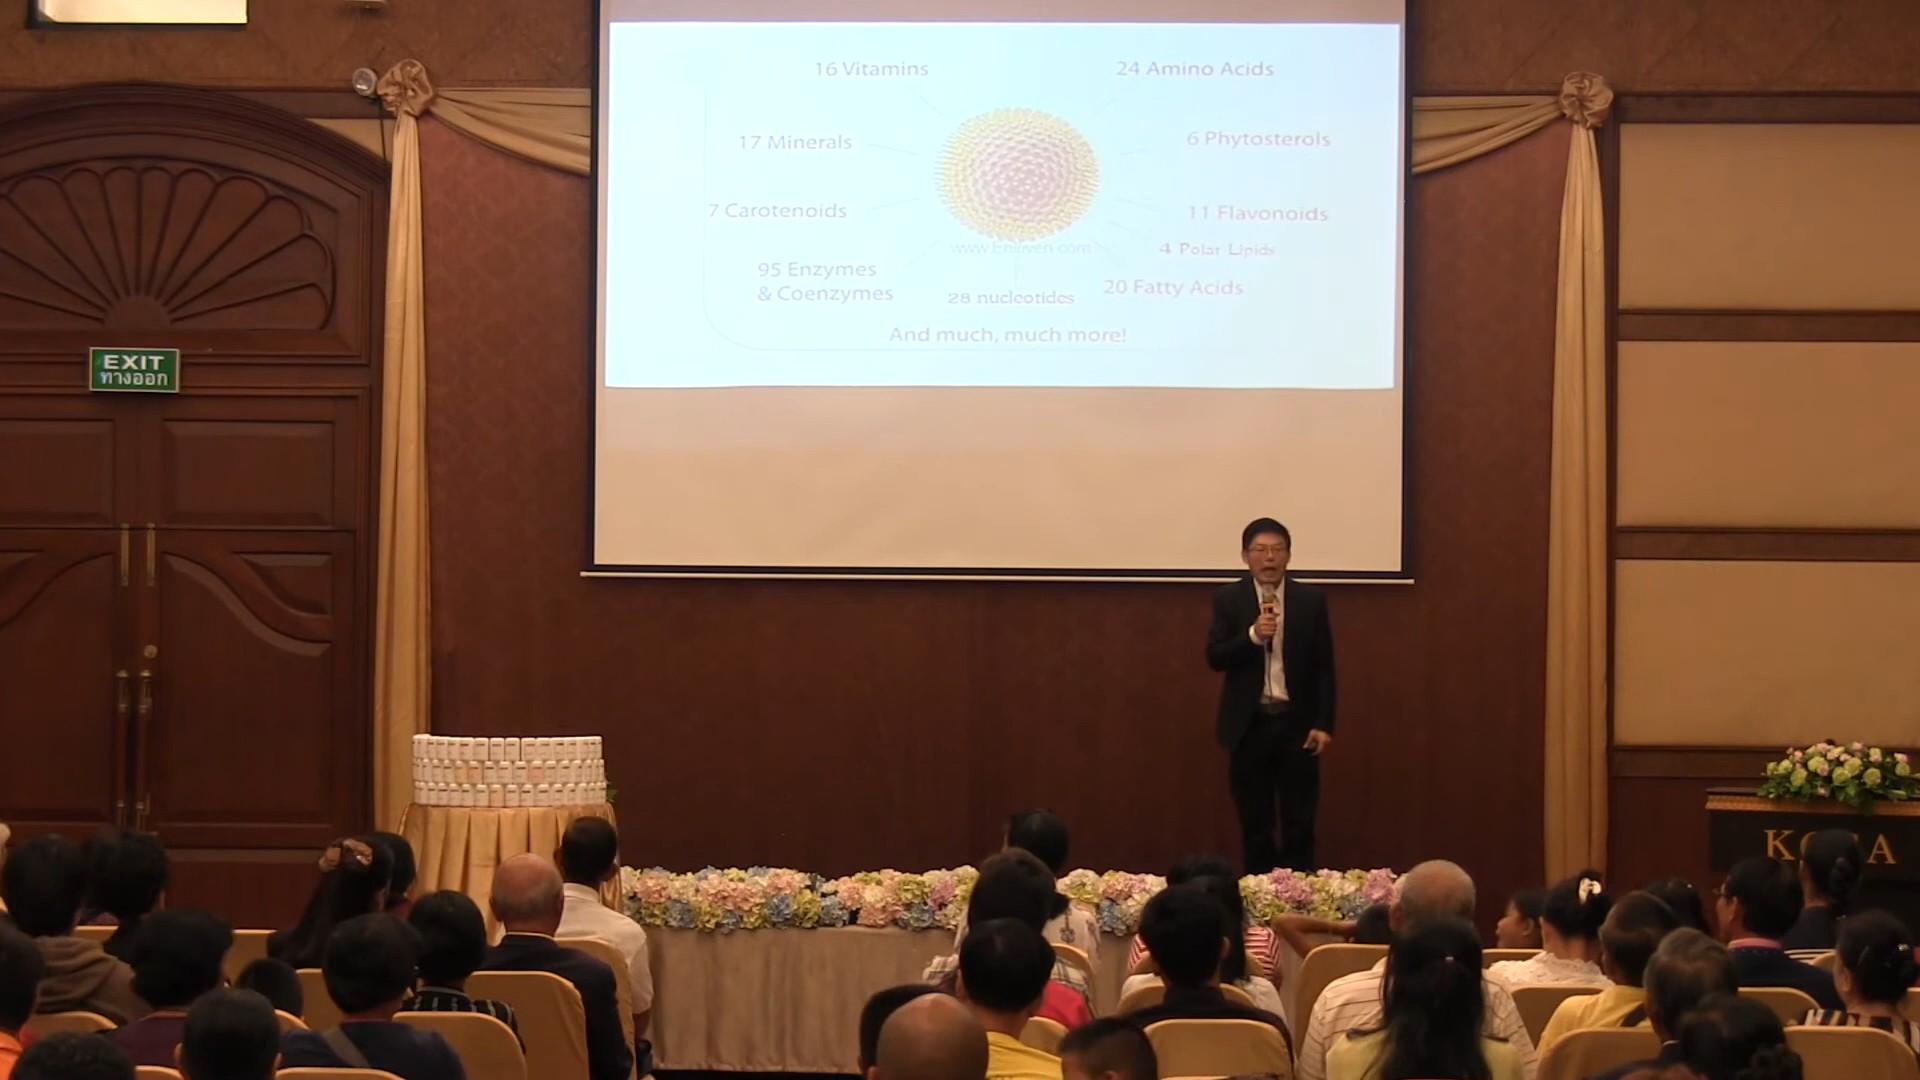 16 Vitamins
24 Amino Acids
17 Minerals
6 Phytosterols
7 Carotenoids
11 Flavonoids
4 Polar Lipids
95 Enzymes
& Coenzymes
28 nucleotides
20 Fatty Acids
And much, much more!
EXIT
ทางออก